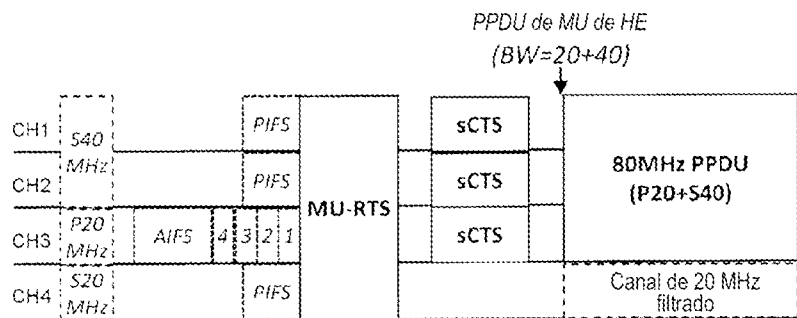 PPDU de MU de HE
(BW=20+40)
CH1
S40
MHz
PIFS
sCTS
CH2
PIFS
sCTS
80MHz PPDU
(P20+S40)
MU-RTS
CH3
P20
MHz
AIFS
4
3
2
1
sCTS
CH4
S20
MHz
PIFS
Canal de 20 MHz
filtrado